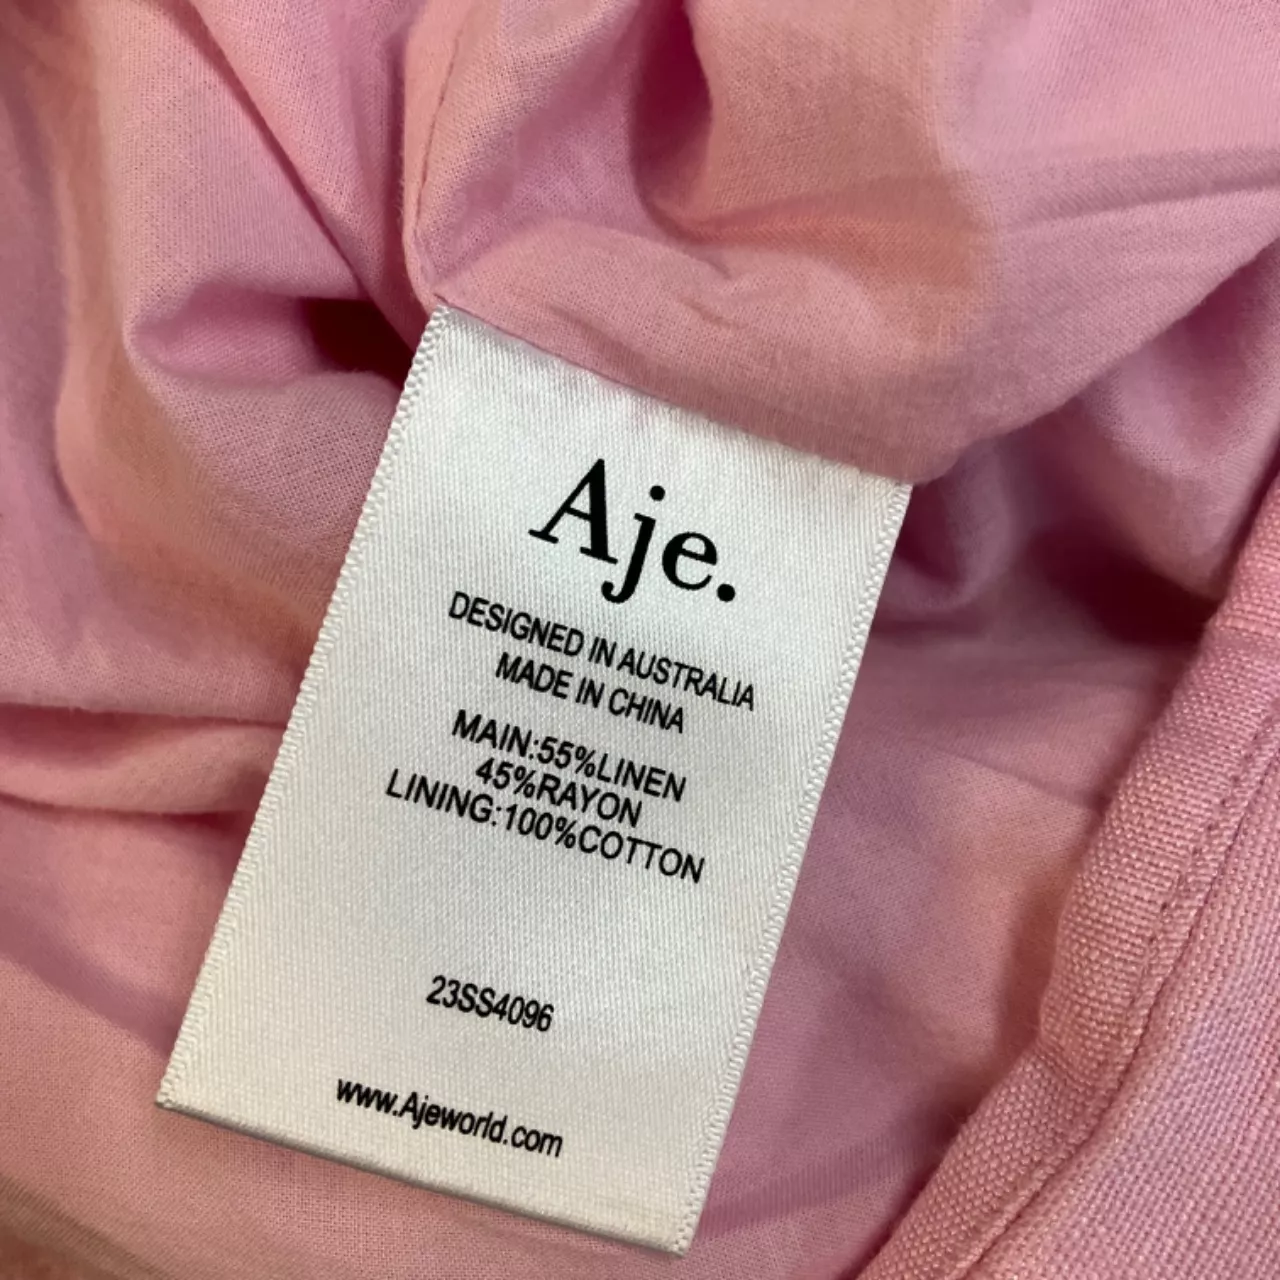 Aje.
DESIGNED IN AUSTRALIA
MADE IN CHINA
MAIN:55%LINEN
45%RAYON
LINING:100%COTTON
23SS4096
www.Ajeworld.com